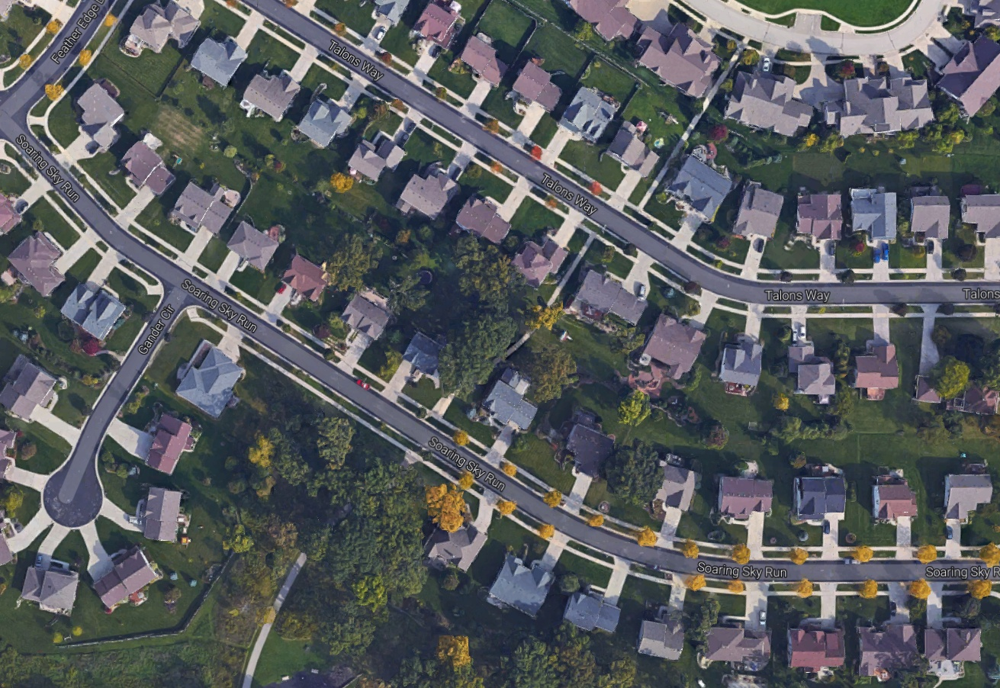 Feather Edge D
Talons Way
Soaring Sky Run
Talons Way
Talons Way
Talons
Soaring Sky Run
Gander Cir
Soaring Sky Run
Soaring Sky Run
Soaring Sky R